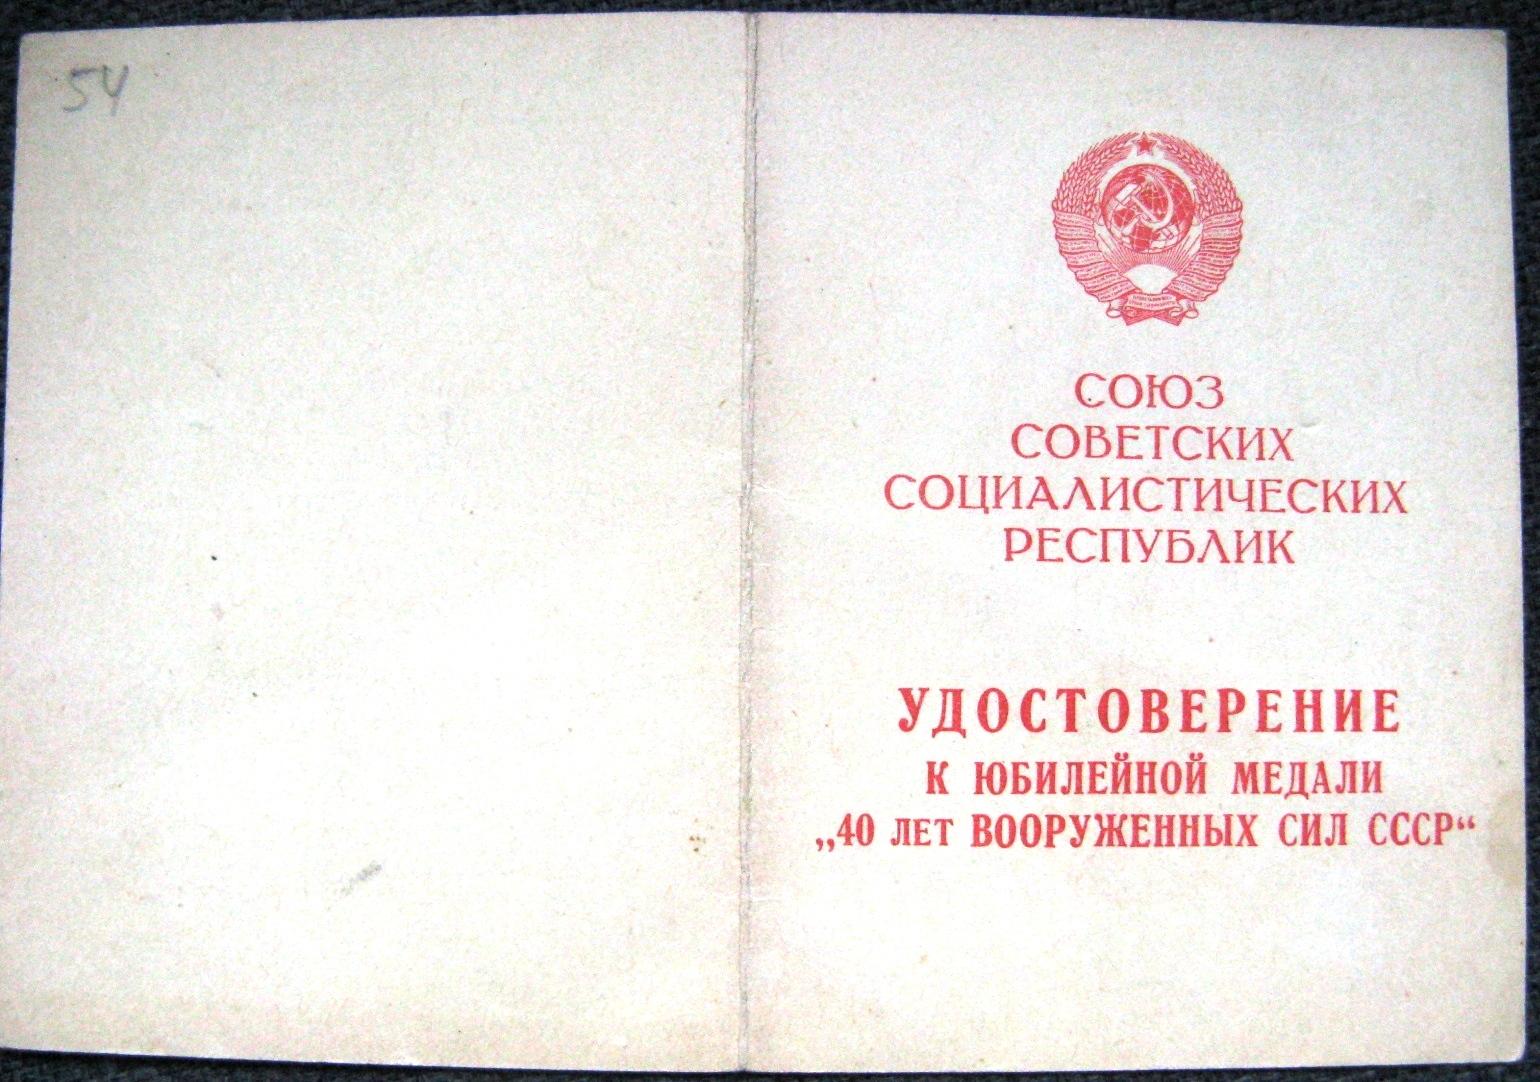 54
СОЮЗ
СОВЕТСКИХ
СОЦИАЛИСТИЧЕСКИХ
РЕСПУБЛИК
УДОСТОВЕРЕНИЕ
К ЮБИЛЕЙНОЙ МЕДАЛИ
„40 ЛЕТ ВООРУЖЕННЫХ СИЛ СССР“